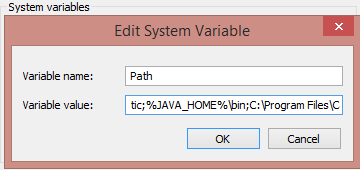 System variables
Edit System Variable
Variable name: Path
Variable value: tic;%JAVA_HOME%\bin;C:\Program Files\C
OK Cancel